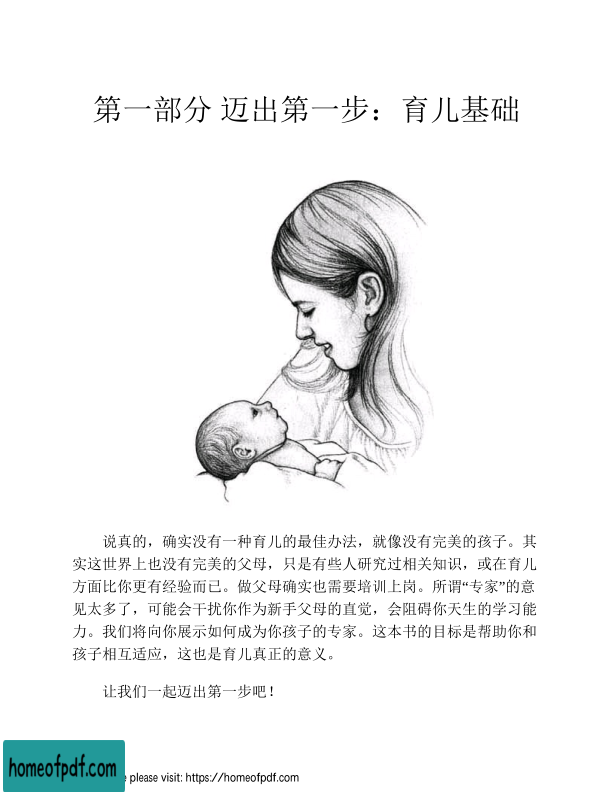 第一部分 迈出第一步：育儿基础
说真的，确实没有一种育儿的最佳办法，就像没有完美的孩子。其
实这世界上也没有完美的父母，只是有些人研究过相关知识，或在育儿
方面比你更有经验而已。做父母确实也需要培训上岗。所谓“专家”的意
见太多了，可能会干扰你作为新手父母的直觉，会阻碍你天生的学习能
力。我们将向你展示如何成为你孩子的专家。这本书的目标是帮助你和
孩子相互适应，这也是育儿真正的意义。
让我们一起迈出第一步吧！
homeofpdf.com
e please visit: https://homeofpdf.com